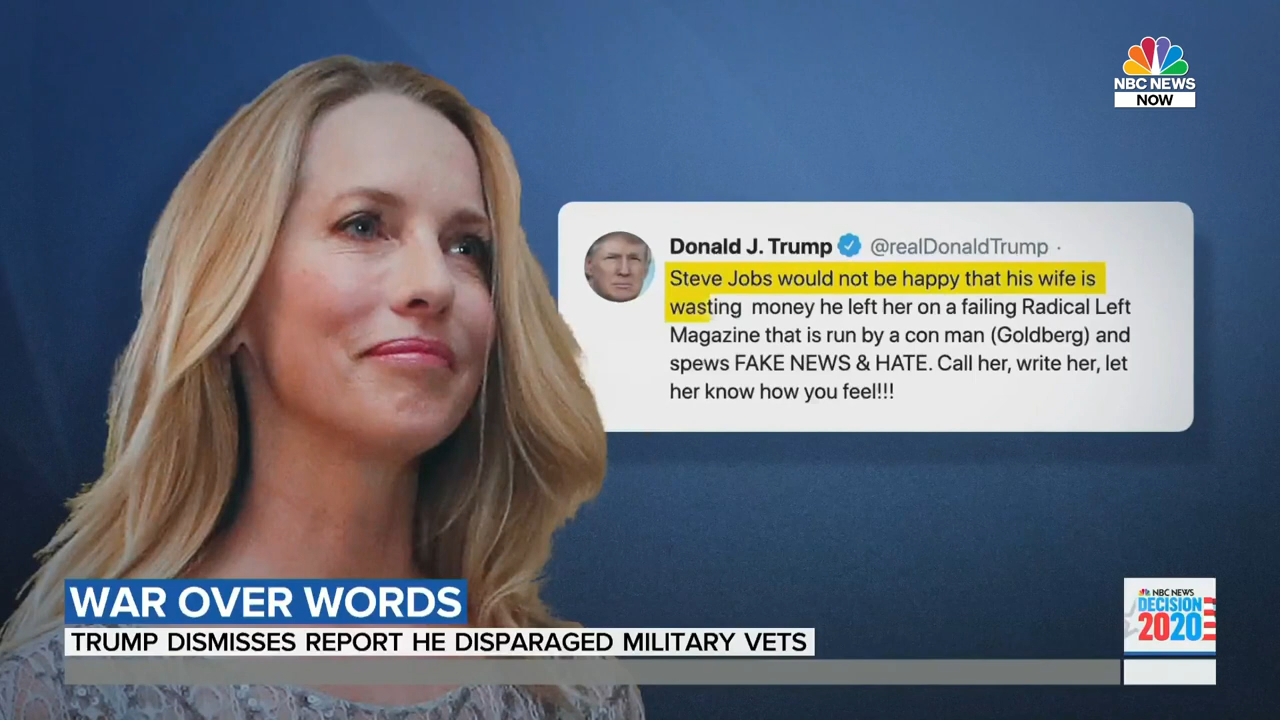 NBC NEWS
NOW
Donald J. Trump @realDonaldTrump ·
Steve Jobs would not be happy that his wife is
wasting money he left her on a failing Radical Left
Magazine that is run by a con man (Goldberg) and
spews FAKE NEWS & HATE. Call her, write her, let
her know how you feel!!!
WAR OVER WORDS
TRUMP DISMISSES REPORT HE DISPARAGED MILITARY VETS
NBC NEWS
DECISION
2020